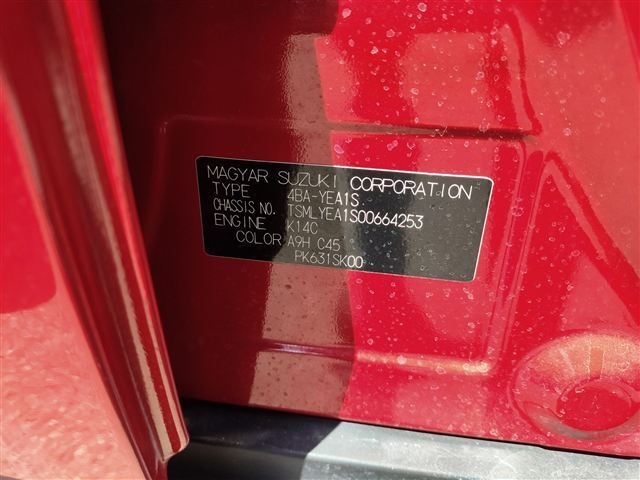 MAGYAR SUZUKI CORPORATION
TYPE 4BA-YEA1S
CHASSIS NO. TSMLYEA1S00664253
ENGINE K14C
COLOR A9H C45
PK631SK00